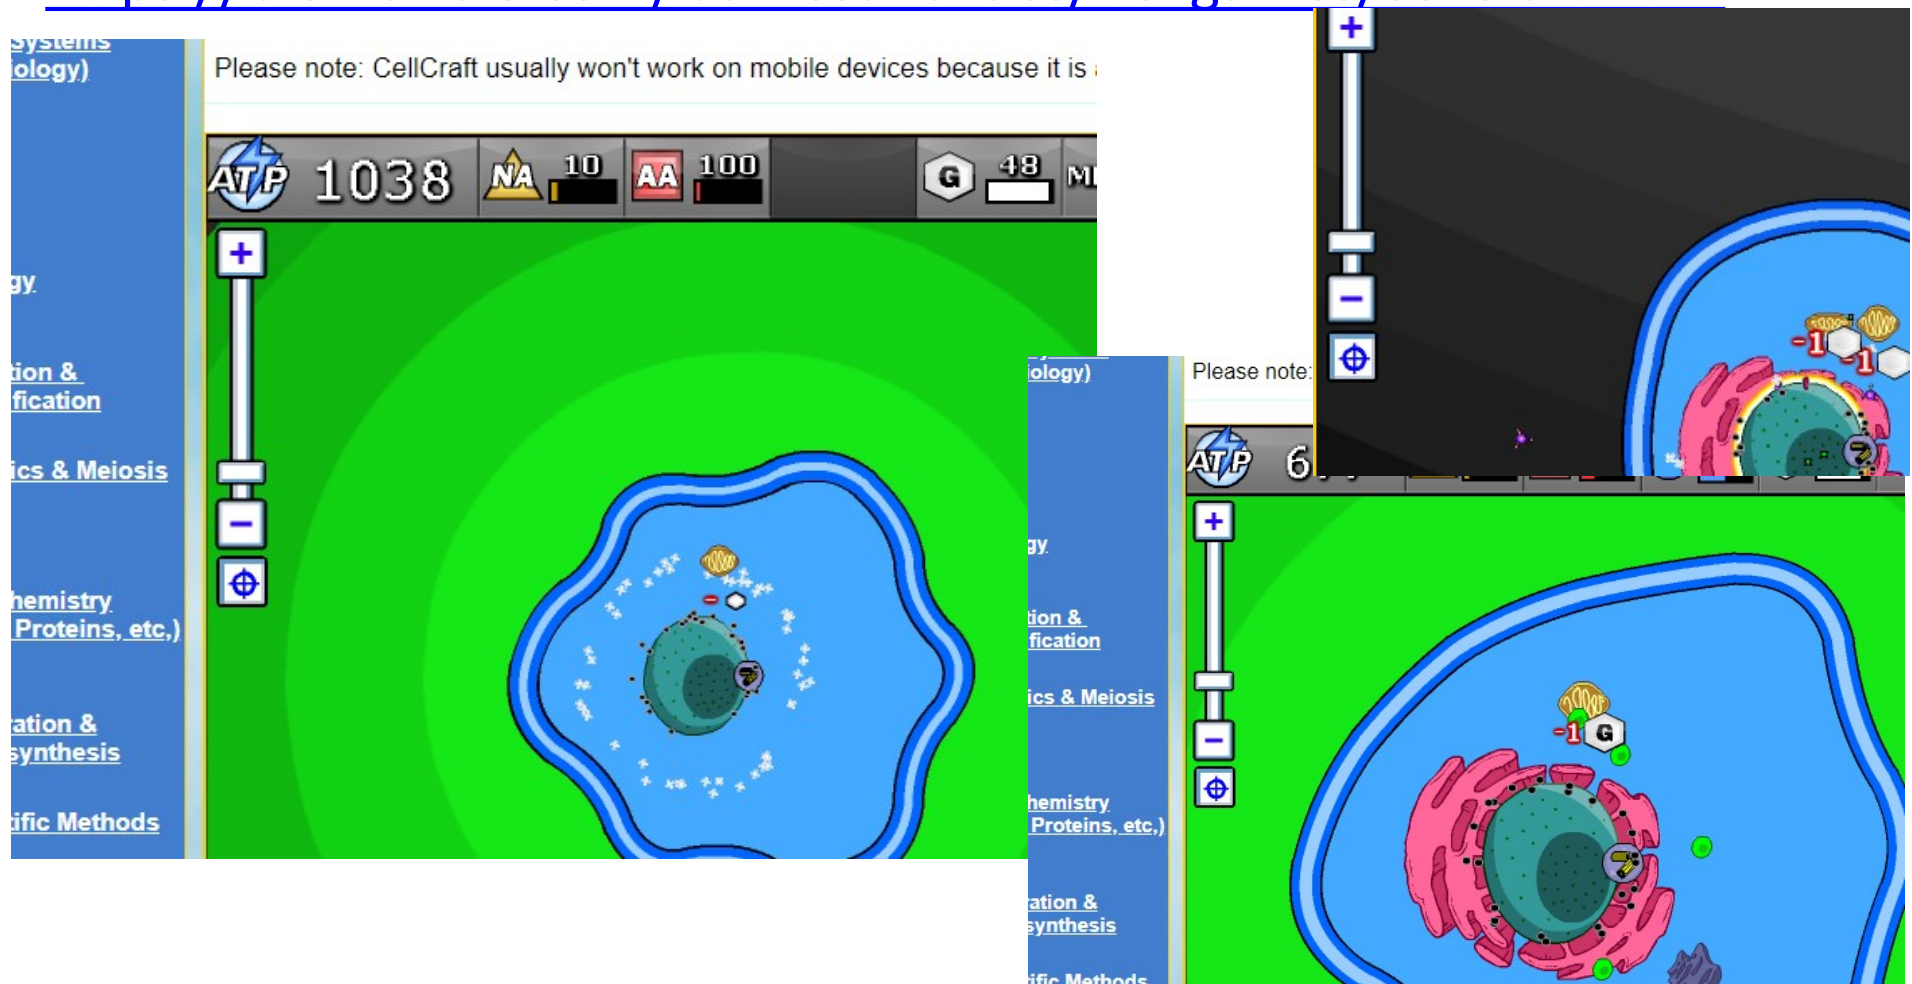 Systems
iology)
Please note: CellCraft usually won't work on mobile devices because it is
ATP 1038 NA 10 AA 100 G 48
gy
tion &
fication
ics & Meiosis
hemistry
Proteins, etc,)
ation &
synthesis
ific Methods
-1
-1
iology)
Please note:
ATP 6
gy
tion &
fication
ics & Meiosis
-1 G
hemistry
Proteins, etc,)
ation &
synthesis
ific Methods